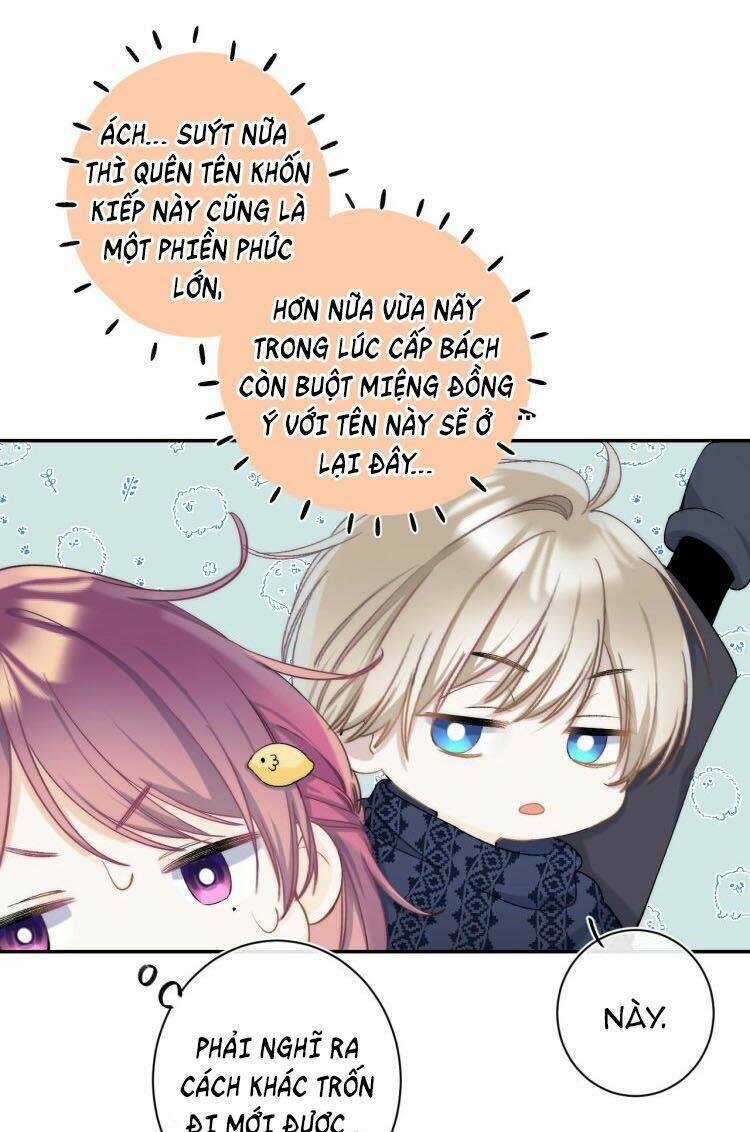 ÁCH... SUÝT NỮA
THÌ QUÊN TÊN KHỐN
KIẾP NÀY CŨNG LÀ
MỘT PHIỀN PHỨC
LỚN,
HƠN NỮA VỪA NÃY
TRONG LÚC CẤP BÁCH
CÒN BUỘT MIỆNG ĐỒNG
Ý VỚI TÊN NÀY SẼ Ở
LẠI ĐÂY...
NÀY.
PHẢI NGHĨ RA
CÁCH KHÁC TRỐN
ĐI MỚI ĐƯỢC..